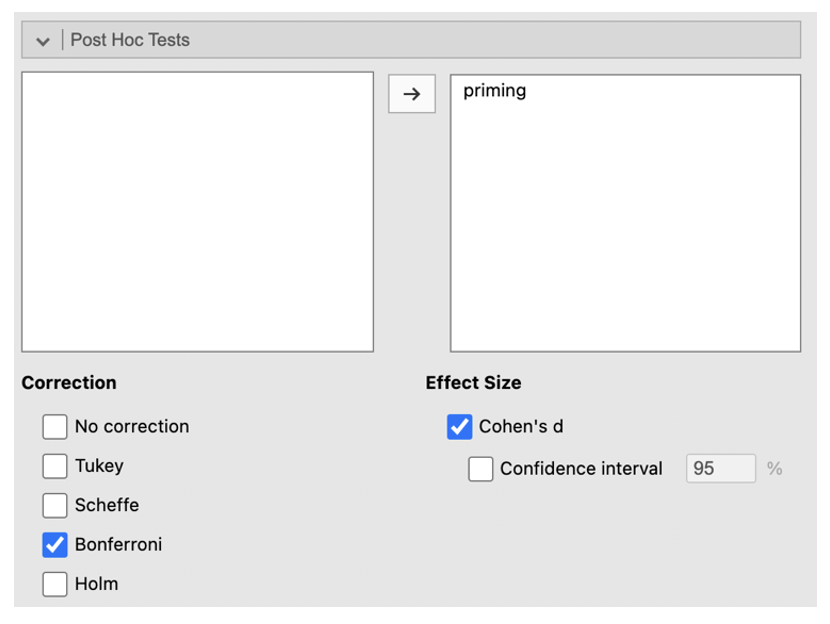 Post Hoc Tests
priming
Correction
Effect Size
No correction
Cohen's d
Tukey
Confidence interval 95 %
Scheffe
Bonferroni
Holm